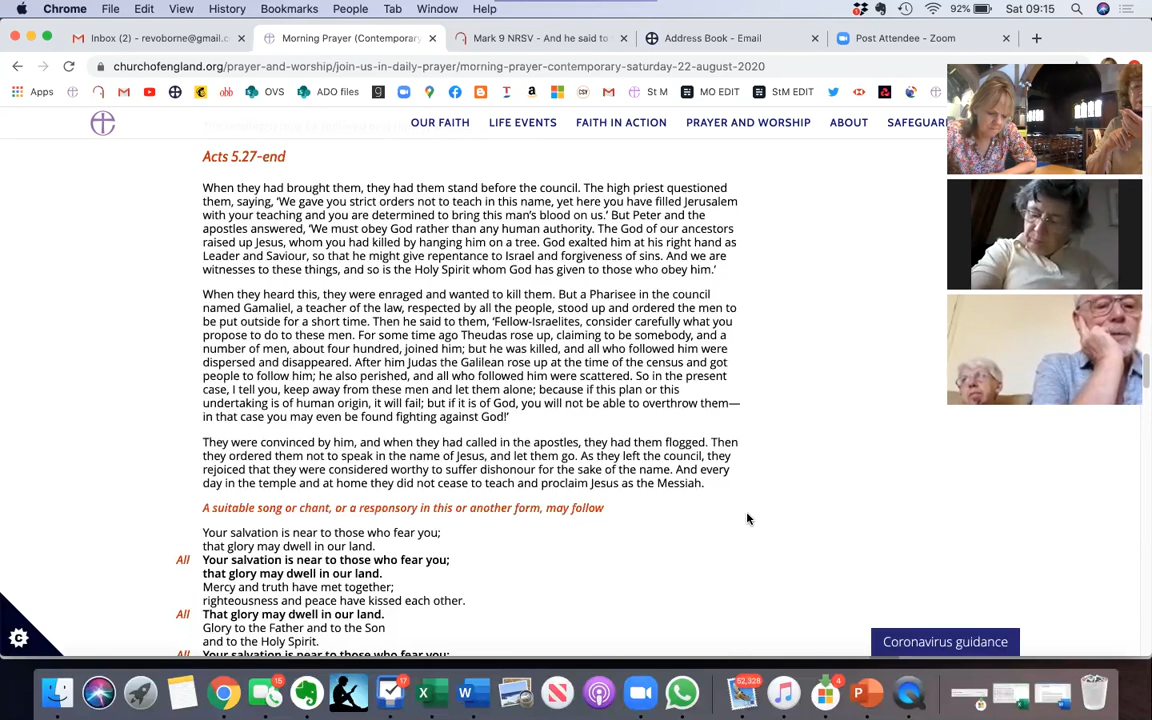 Chrome File Edit View History Bookmarks People Tab Window Help 92% Sat 09:15
Inbox (2) - revoborne@gmail.c
Morning Prayer (Contemporary
Mark 9 NRSV - And he said to
Address Book - Email
Post Attendee - Zoom
churchofengland.org/prayer-and-worship/join-us-in-daily-prayer/morning-prayer-contemporary-saturday-22-august-2020
Apps OVS ADO files St M MO EDIT StM EDIT
OUR FAITH LIFE EVENTS FAITH IN ACTION PRAYER AND WORSHIP ABOUT SAFEGUAR
Acts 5.27-end
When they had brought them, they had them stand before the council. The high priest questioned
them, saying, ‘We gave you strict orders not to teach in this name, yet here you have filled Jerusalem
with your teaching and you are determined to bring this man’s blood on us.’ But Peter and the
apostles answered, ‘We must obey God rather than any human authority. The God of our ancestors
raised up Jesus, whom you had killed by hanging him on a tree. God exalted him at his right hand as
Leader and Saviour, so that he might give repentance to Israel and forgiveness of sins. And we are
witnesses to these things, and so is the Holy Spirit whom God has given to those who obey him.’
When they heard this, they were enraged and wanted to kill them. But a Pharisee in the council
named Gamaliel, a teacher of the law, respected by all the people, stood up and ordered the men to
be put outside for a short time. Then he said to them, ‘Fellow-Israelites, consider carefully what you
propose to do to these men. For some time ago Theudas rose up, claiming to be somebody, and a
number of men, about four hundred, joined him; but he was killed, and all who followed him were
dispersed and disappeared. After him Judas the Galilean rose up at the time of the census and got
people to follow him; he also perished, and all who followed him were scattered. So in the present
case, I tell you, keep away from these men and let them alone; because if this plan or this
undertaking is of human origin, it will fail; but if it is of God, you will not be able to overthrow them—
in that case you may even be found fighting against God!’
They were convinced by him, and when they had called in the apostles, they had them flogged. Then
they ordered them not to speak in the name of Jesus, and let them go. As they left the council, they
rejoiced that they were considered worthy to suffer dishonour for the sake of the name. And every
day in the temple and at home they did not cease to teach and proclaim Jesus as the Messiah.
A suitable song or chant, or a responsory in this or another form, may follow
Your salvation is near to those who fear you;
that glory may dwell in our land.
All Your salvation is near to those who fear you;
that glory may dwell in our land.
Mercy and truth have met together;
righteousness and peace have kissed each other.
All That glory may dwell in our land.
Glory to the Father and to the Son
and to the Holy Spirit.
All Your salvation is near to those who fear you;
Coronavirus guidance
15
17
52,328
4